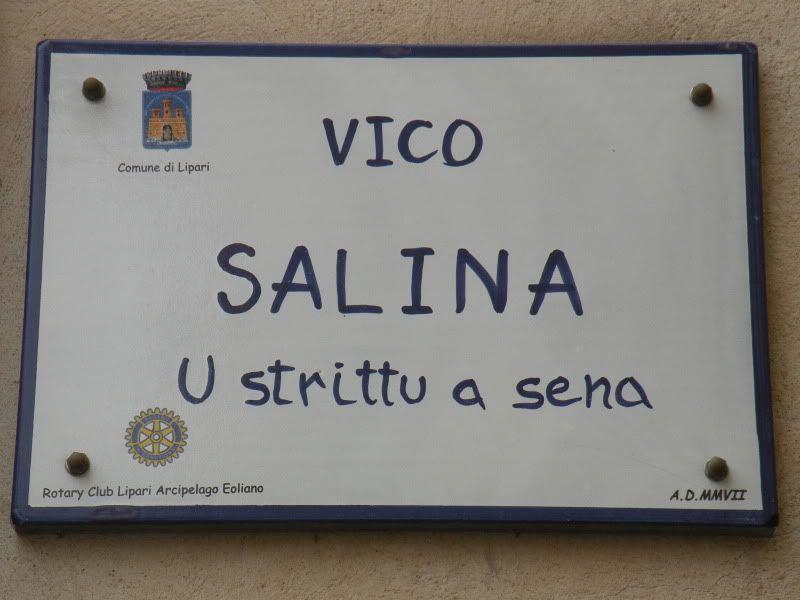 Comune di Lipari
VICO
SALINA
U strittu a sena
Rotary Club Lipari Arcipelago Eoliano
A.D.MMVII